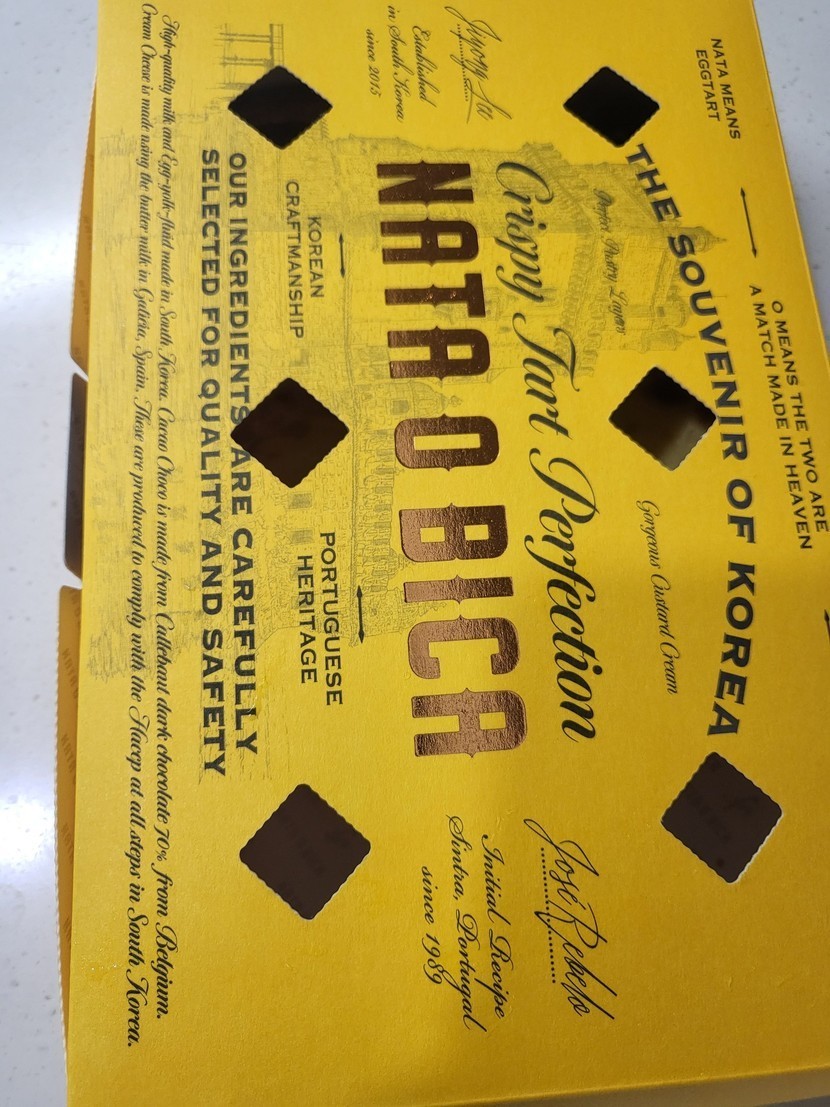 NATA MEANS
EGGTART
O MEANS THE TWO ARE
A MATCH MADE IN HEAVEN
THE SOUVENIR OF KOREA
Perfect Pastry Layers
Gorgeous Custard Cream
Crispy Tart Perfection
NATA O BICA
Established
in South Korea
since 2015
José Rebelo
Initial Recipe
Sintra, Portugal
since 1989
KOREAN
CRAFTMANSHIP
PORTUGUESE
HERITAGE
OUR INGREDIENTS ARE CAREFULLY
SELECTED FOR QUALITY AND SAFETY
High-quality milk and Egg-yolk-fluid made in South Korea. Cacao Choco is made from Callebaut dark chocolate 70% from Belgium.
Cream Cheese is made using the butter milk in Galicia, Spain. These are produced to comply with the Haccp at all steps in South Korea.